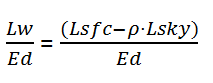 Lw/Ed = (Lsfc−ρ·Lsky)/Ed